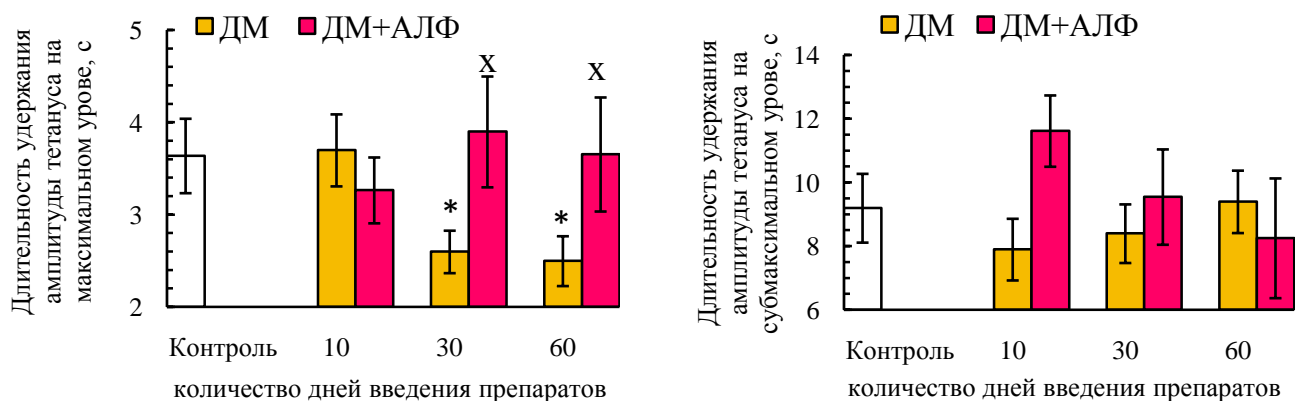 Длительность удержания
амплитуды тетануса на
максимальном урове, с
ДМ ДМ+АЛФ
5
4
3
2
* X * X
Контроль 10 30 60
количество дней введения препаратов
Длительность удержания
амплитуды тетануса на
субмаксимальном урове, с
ДМ ДМ+АЛФ
14
12
10
8
6
Контроль 10 30 60
количество дней введения препаратов